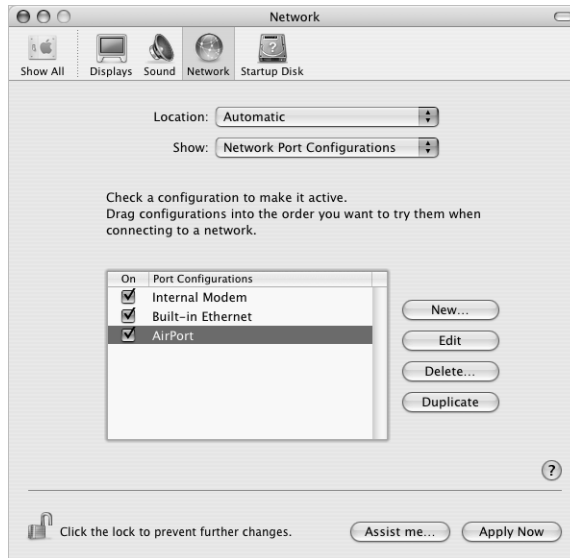 Network
Show All
Displays
Sound
Network
Startup Disk
Location: Automatic
Show: Network Port Configurations
Check a configuration to make it active.
Drag configurations into the order you want to try them when
connecting to a network.
On Port Configurations
Internal Modem
Built-in Ethernet
AirPort
New...
Edit
Delete...
Duplicate
?
Click the lock to prevent further changes.
Assist me...
Apply Now